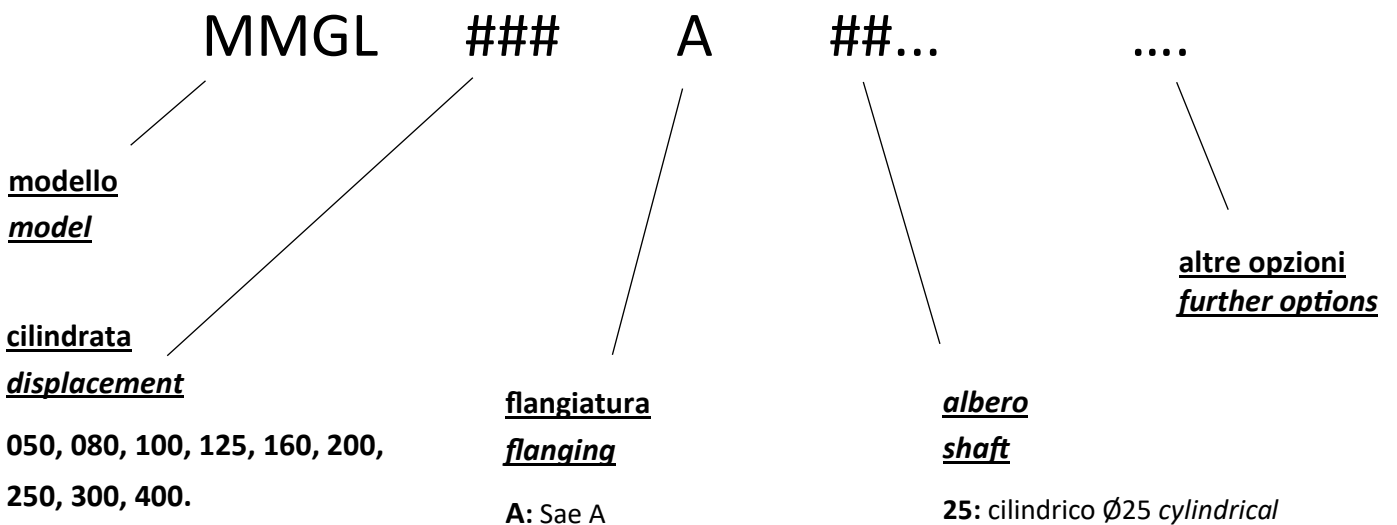 MMGL ### A ##... ....
modello
model
altre opzioni
further options
cilindrata
displacement
050, 080, 100, 125, 160, 200,
250, 300, 400.
flangiatura
flanging
A: Sae A
albero
shaft
25: cilindrico Ø25 cylindrical